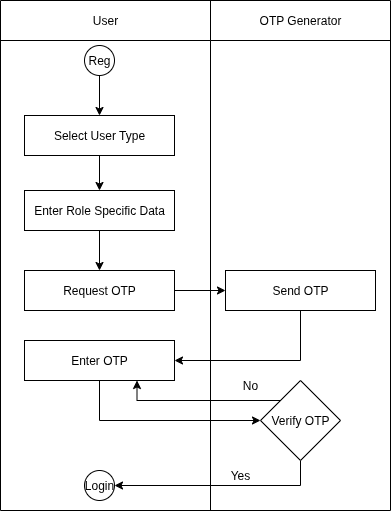 User
OTP Generator
Reg
Select User Type
Enter Role Specific Data
Request OTP
Send OTP
Enter OTP
No
Verify OTP
Yes
Login